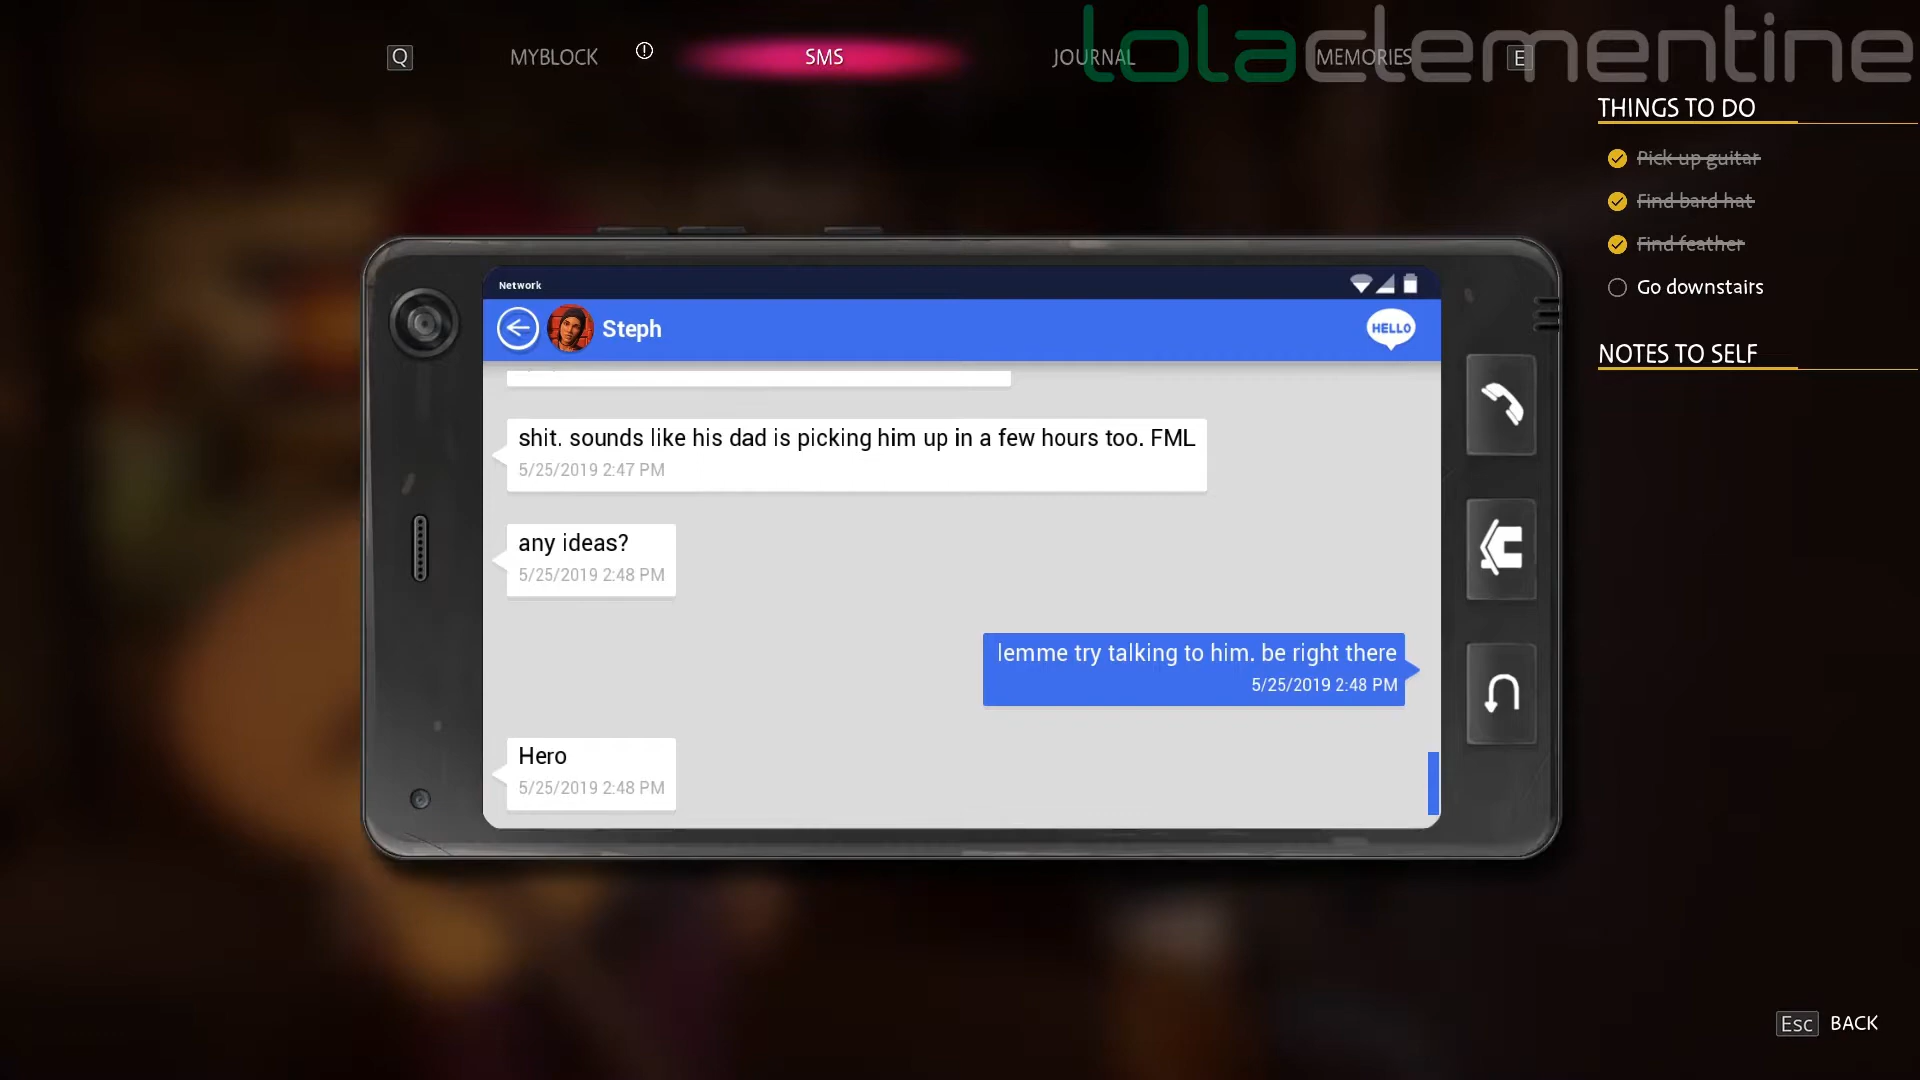 lolaclementine
Q
MYBLOCK
SMS
JOURNAL
MEMORIES
E
THINGS TO DO
Pick up guitar
Find bard hat
Find feather
Go downstairs
NOTES TO SELF
Network
Steph
HELLO
shit. sounds like his dad is picking him up in a few hours too. FML
5/25/2019 2:47 PM
any ideas?
5/25/2019 2:48 PM
lemme try talking to him. be right there
5/25/2019 2:48 PM
Hero
5/25/2019 2:48 PM
Esc BACK